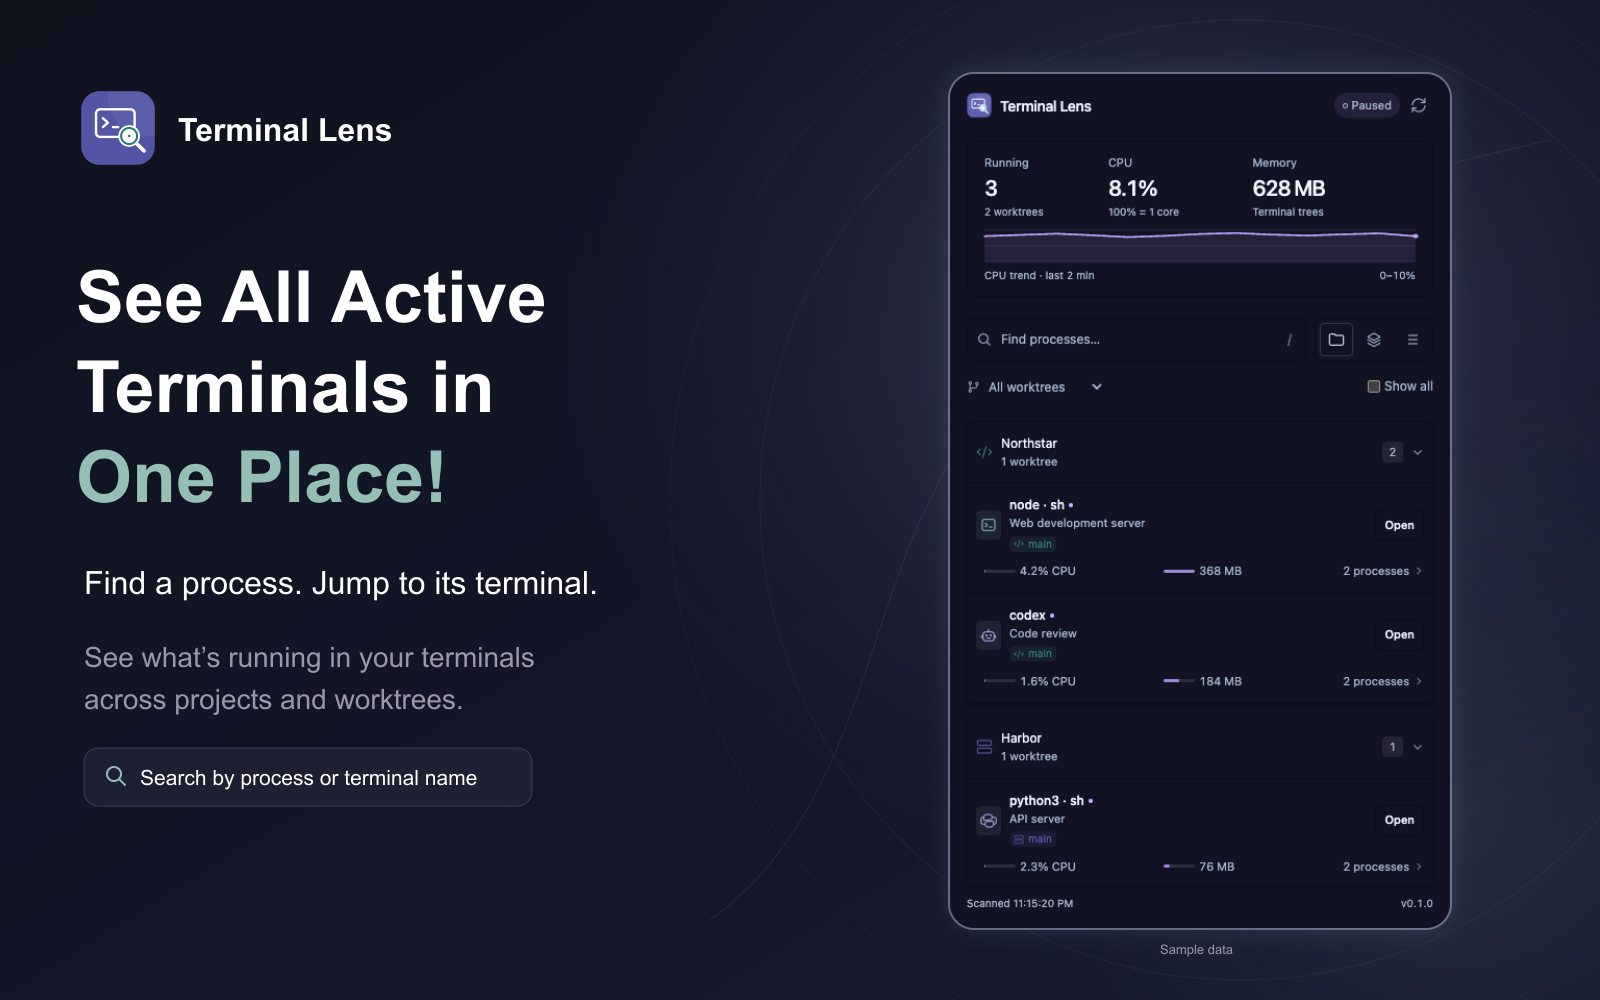 Terminal Lens
See All Active
Terminals in
One Place!
Find a process. Jump to its terminal.
See what’s running in your terminals
across projects and worktrees.
Search by process or terminal name
Terminal Lens
Paused
Running
3
2 worktrees
CPU
8.1%
100% = 1 core
Memory
628 MB
Terminal trees
CPU trend · last 2 min
0–10%
Find processes...
/
All worktrees
Show all
Northstar
1 worktree
2
node · sh •
Web development server
</> main
Open
4.2% CPU
368 MB
2 processes >
codex •
Code review
</> main
Open
1.6% CPU
184 MB
2 processes >
Harbor
1 worktree
1
python3 · sh •
API server
main
Open
2.3% CPU
76 MB
2 processes >
Scanned 11:15:20 PM
v0.1.0
Sample data